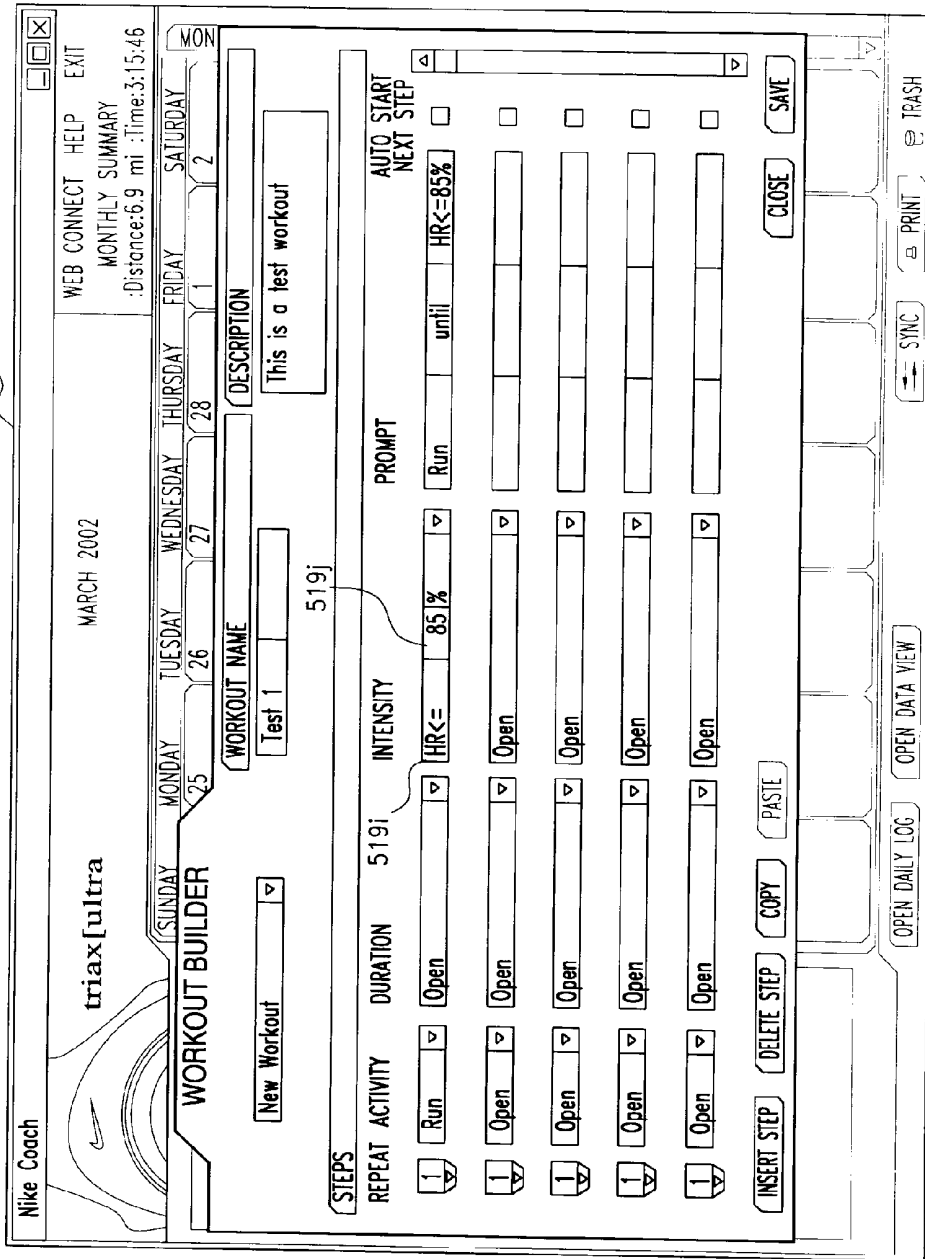 Nike Coach
WEB CONNECT HELP EXIT
triax[ultra
MARCH 2002
MONTHLY SUMMARY
:Distance:6.9 mi :Time:3:15:46
SUNDAY MONDAY TUESDAY WEDNESDAY THURSDAY FRIDAY SATURDAY
MON
25 26 27 28 1 2
WORKOUT BUILDER
WORKOUT NAME DESCRIPTION
New Workout Test 1 This is a test workout
519j
STEPS
519i
REPEAT ACTIVITY DURATION INTENSITY PROMPT AUTO START NEXT STEP
1 Run Open HR<= 85 % Run until HR<=85%
1 Open Open Open
1 Open Open Open
1 Open Open Open
1 Open Open Open
INSERT STEP DELETE STEP COPY PASTE CLOSE SAVE
OPEN DAILY LOG OPEN DATA VIEW SYNC PRINT TRASH